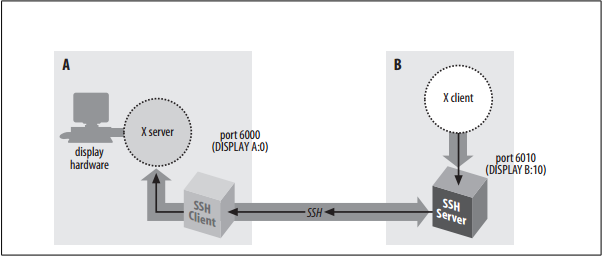 A
B
X server
X client
display
hardware
port 6000
(DISPLAY A:0)
port 6010
(DISPLAY B:10)
SSH
Client
SSH
SSH
Server